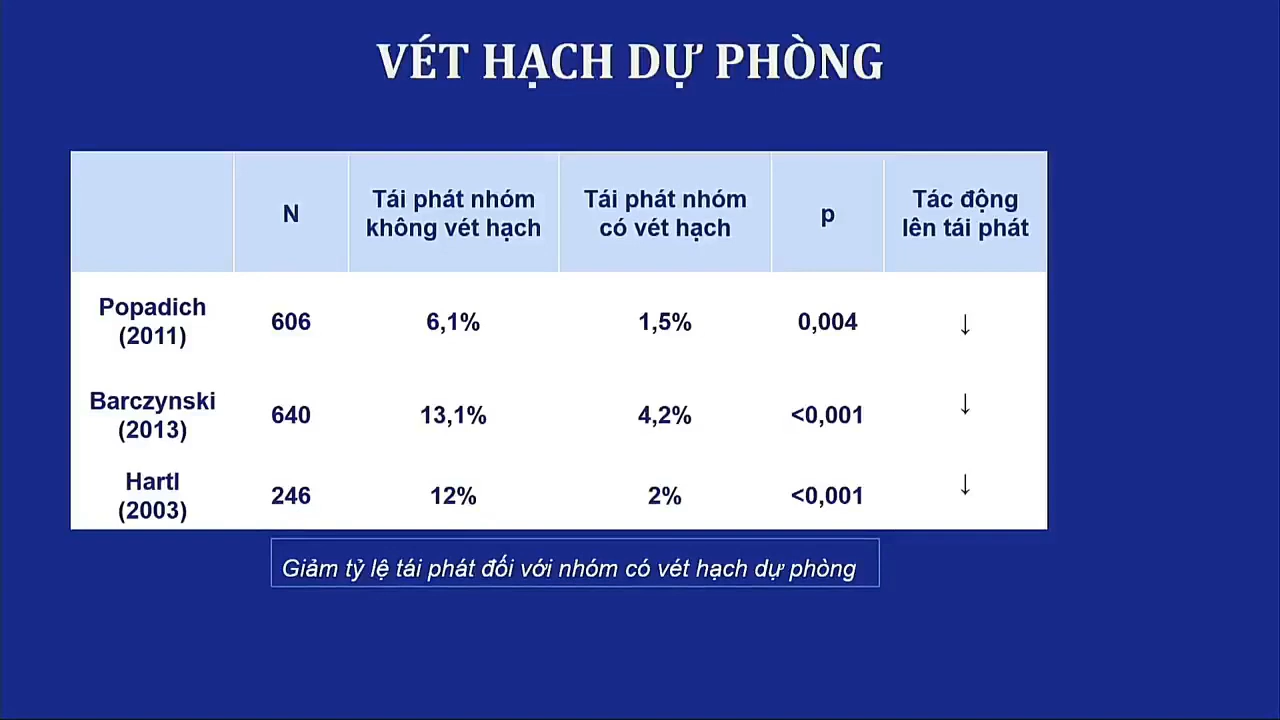 VÉT HẠCH DỰ PHÒNG
N
Tái phát nhóm
không vét hạch
Tái phát nhóm
có vét hạch
p
Tác động
lên tái phát
Popadich
(2011)
606
6,1%
1,5%
0,004
↓
Barczynski
(2013)
640
13,1%
4,2%
<0,001
↓
Hartl
(2003)
246
12%
2%
<0,001
↓
Giảm tỷ lệ tái phát đối với nhóm có vét hạch dự phòng